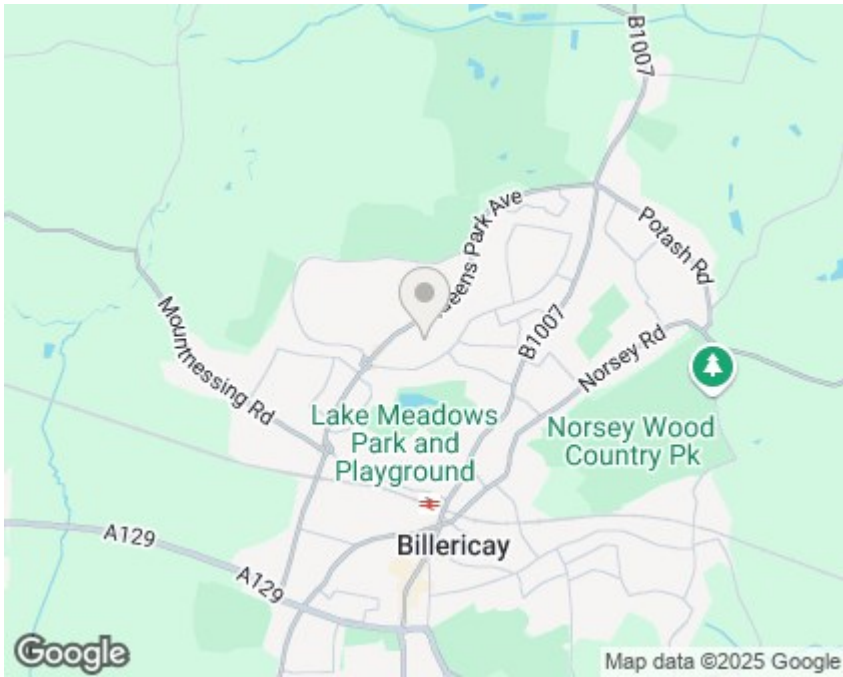 B1007
Queens Park Ave
Potash Rd
Mountnessing Rd
B1007
Norsey Rd
Lake Meadows
Park and
Playground
Norsey Wood
Country Pk
A129
Billericay
A129
Google
Map data ©2025 Google